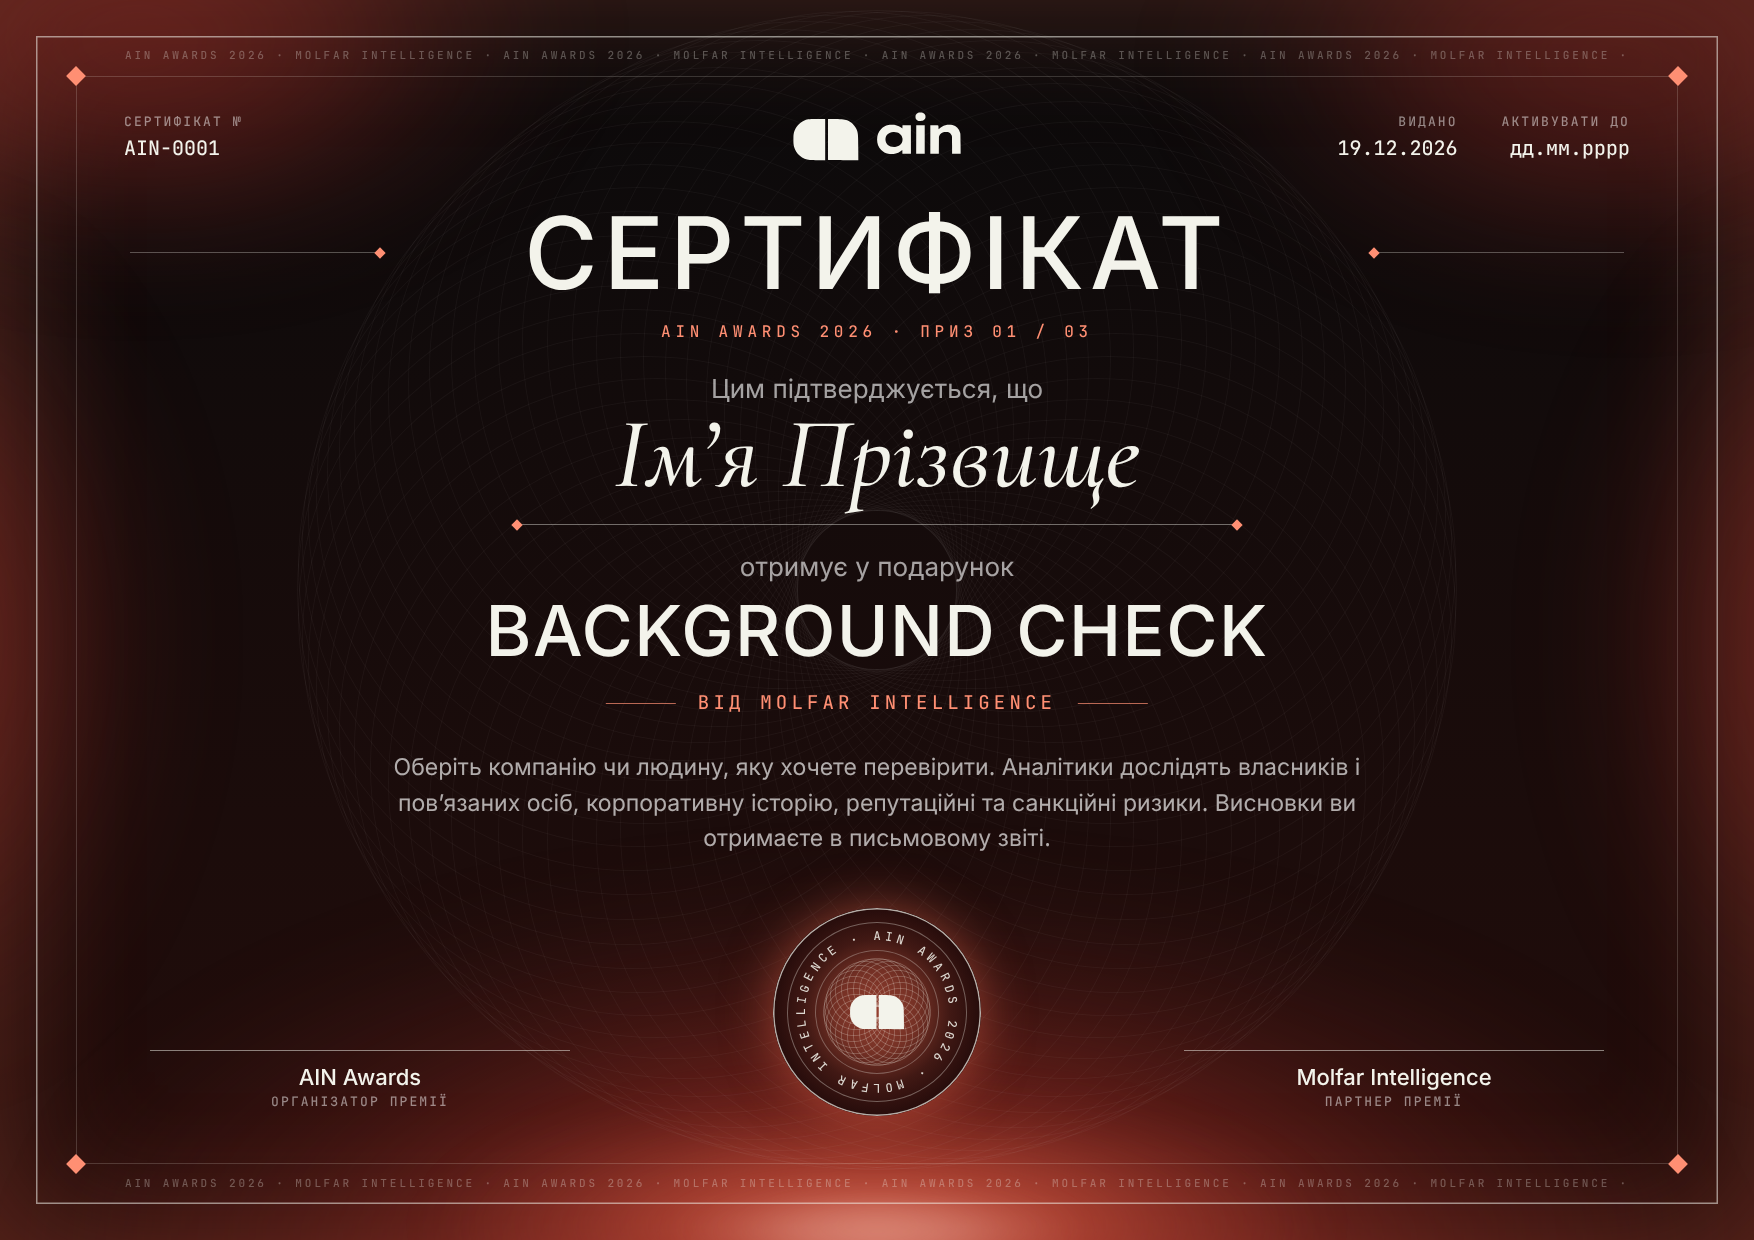 AIN AWARDS 2026 · MOLFAR INTELLIGENCE · AIN AWARDS 2026 · MOLFAR INTELLIGENCE · AIN AWARDS 2026 · MOLFAR INTELLIGENCE · AIN AWARDS 2026 · MOLFAR INTELLIGENCE ·
СЕРТИФІКАТ №
AIN-0001
ain
ВИДАНО
19.12.2026
АКТИВУВАТИ ДО
дд.мм.рррр
СЕРТИФІКАТ
AIN AWARDS 2026 · ПРИЗ 01 / 03
Цим підтверджується, що
Ім’я Прізвище
отримує у подарунок
BACKGROUND CHECK
ВІД MOLFAR INTELLIGENCE
Оберіть компанію чи людину, яку хочете перевірити. Аналітики дослідять власників і
пов’язаних осіб, корпоративну історію, репутаційні та санкційні ризики. Висновки ви
отримаєте в письмовому звіті.
AIN AWARDS 2026 · MOLFAR INTELLIGENCE ·
AIN Awards
ОРГАНІЗАТОР ПРЕМІЇ
Molfar Intelligence
ПАРТНЕР ПРЕМІЇ
AIN AWARDS 2026 · MOLFAR INTELLIGENCE · AIN AWARDS 2026 · MOLFAR INTELLIGENCE · AIN AWARDS 2026 · MOLFAR INTELLIGENCE · AIN AWARDS 2026 · MOLFAR INTELLIGENCE ·